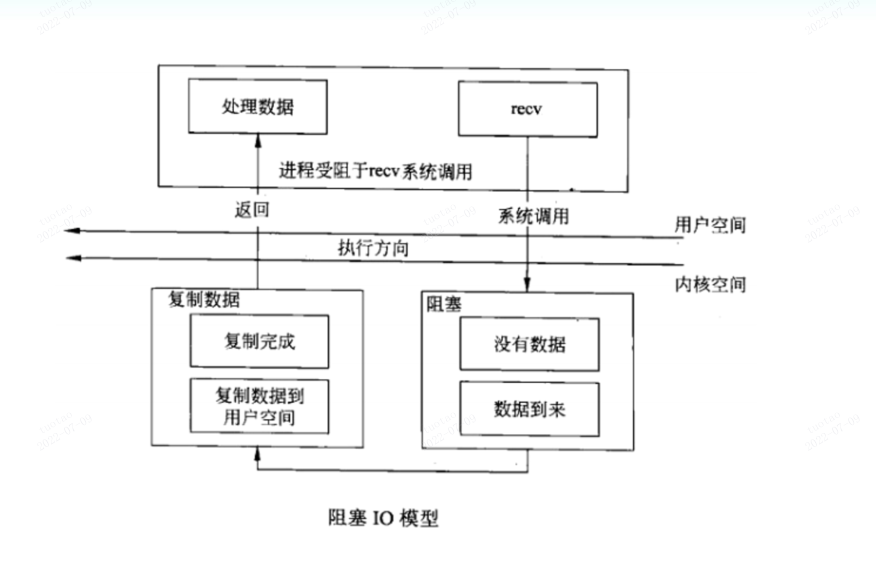 处理数据
recv
进程受阻于recv系统调用
返回
系统调用
用户空间
执行方向
内核空间
复制数据
阻塞
复制完成
没有数据
复制数据到
用户空间
数据到来
阻塞 IO 模型